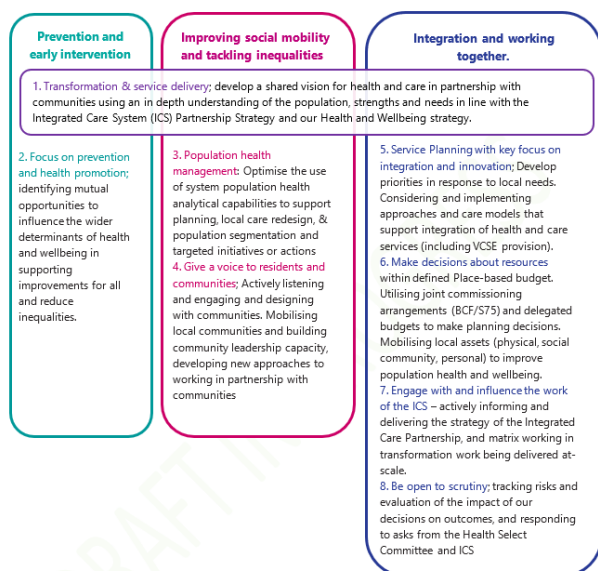 Prevention and
early intervention
Improving social mobility
and tackling inequalities
Integration and working
together.
1. Transformation & service delivery; develop a shared vision for health and care in partnership with
communities using an in depth understanding of the population, strengths and needs in line with the
Integrated Care System (ICS) Partnership Strategy and our Health and Wellbeing strategy.
2. Focus on prevention
and health promotion;
identifying mutual
opportunities to
influence the wider
determinants of health
and wellbeing in
supporting
improvements for all
and reduce
inequalities.
3. Population health
management: Optimise the use
of system population health
analytical capabilities to support
planning, local care redesign, &
population segmentation and
targeted initiatives or actions
4. Give a voice to residents and
communities; Actively listening
and engaging and designing
with communities. Mobilising
local communities and building
community leadership capacity,
developing new approaches to
working in partnership with
communities
5. Service Planning with key focus on
integration and innovation; Develop
priorities in response to local needs.
Considering and implementing
approaches and care models that
support integration of health and care
services (including VCSE provision).
6. Make decisions about resources
within defined Place-based budget.
Utilising joint commissioning
arrangements (BCF/S75) and delegated
budgets to make planning decisions.
Mobilising local assets (physical, social
community, personal) to improve
population health and wellbeing.
7. Engage with and influence the work
of the ICS – actively informing and
delivering the strategy of the Integrated
Care Partnership, and matrix working in
transformation work being delivered at-
scale.
8. Be open to scrutiny; tracking risks and
evaluation of the impact of our
decisions on outcomes, and responding
to asks from the Health Select
Committee and ICS
DRAFT